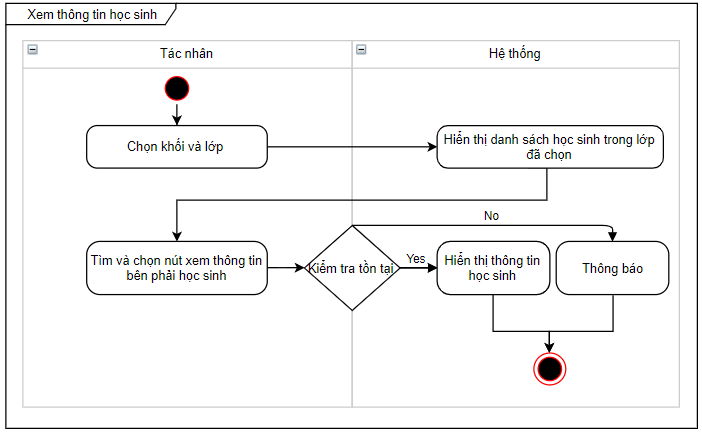 Xem thông tin học sinh
Tác nhân
Hệ thống
Chọn khối và lớp
Hiển thị danh sách học sinh trong lớp
đã chọn
No
Tìm và chọn nút xem thông tin
bên phải học sinh
Kiểm tra tồn tại
Yes
Hiển thị thông tin
học sinh
Thông báo